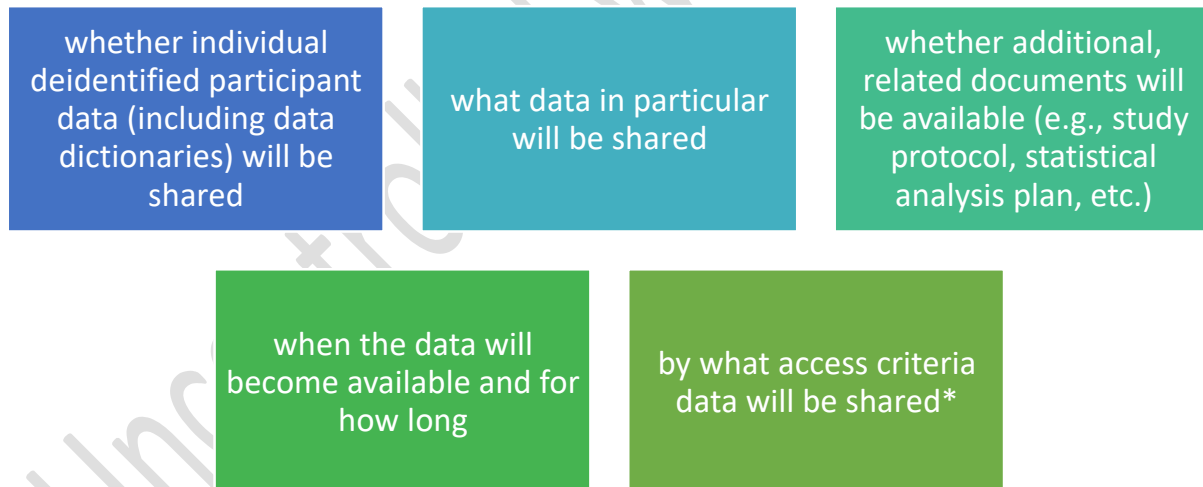 whether individual
deidentified participant
data (including data
dictionaries) will be
shared
what data in particular
will be shared
whether additional,
related documents will
be available (e.g., study
protocol, statistical
analysis plan, etc.)
when the data will
become available and for
how long
by what access criteria
data will be shared*